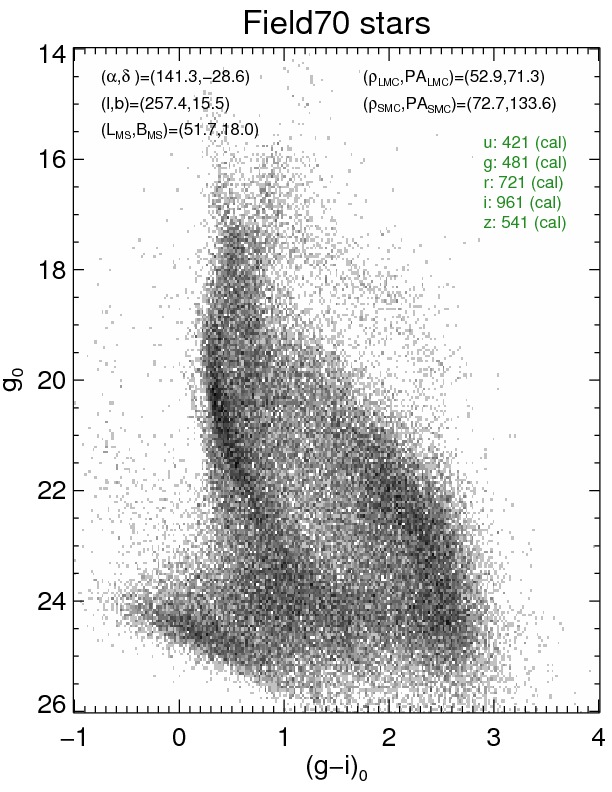 Field70 stars
14
(α,δ )=(141.3,−28.6)
(ρLMC,PALMC)=(52.9,71.3)
(l,b)=(257.4,15.5)
(ρSMC,PASMC)=(72.7,133.6)
(LMS,BMS)=(51.7,18.0)
u: 421 (cal)
16
g: 481 (cal)
r: 721 (cal)
i: 961 (cal)
z: 541 (cal)
18
20
g0
22
24
26
−1 0 1 2 3 4
(g−i)0